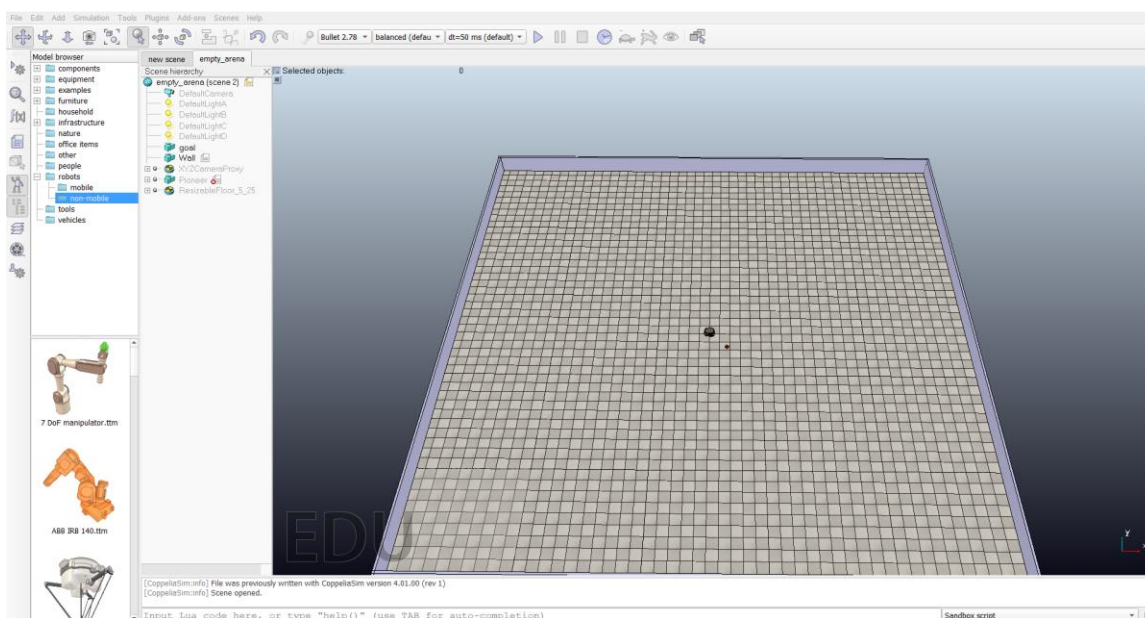 File Edit Add Simulation Tools Plugins Add-ons Scenes Help
Bullet 2.78 balanced (defau dt=50 ms (default)
Model browser
components
equipment
examples
furniture
household
infrastructure
nature
office items
other
people
robots
mobile
non-mobile
tools
vehicles
7 DoF manipulator.ttm
ABB IRB 140.ttm
new scene empty_arena
Scene hierarchy
empty_arena (scene 2)
DefaultCamera
DefaultLightA
DefaultLightB
DefaultLightC
DefaultLightD
goal
Wall
XYZCameraProxy
Pioneer
ResizableFloor_5_25
Selected objects: 0
EDU
y
x
[CoppeliaSim:info] File was previously written with CoppeliaSim version 4.01.00 (rev 1)
[CoppeliaSim:info] Scene opened.
Input Lua code here, or type "help()" (use TAB for auto-completion)
Sandbox script